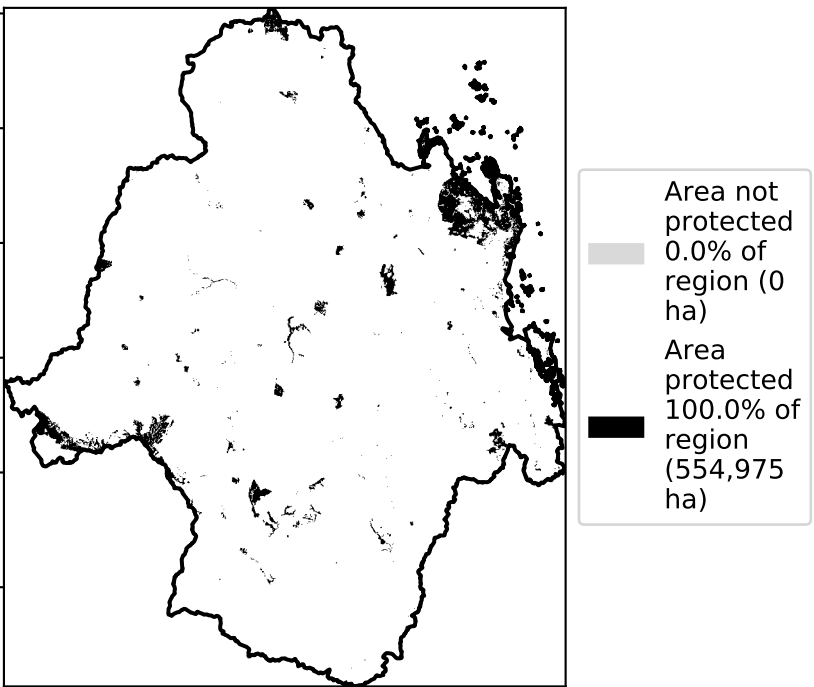 Area not
protected
0.0% of
region (0
ha)
Area
protected
100.0% of
region
(554,975
ha)